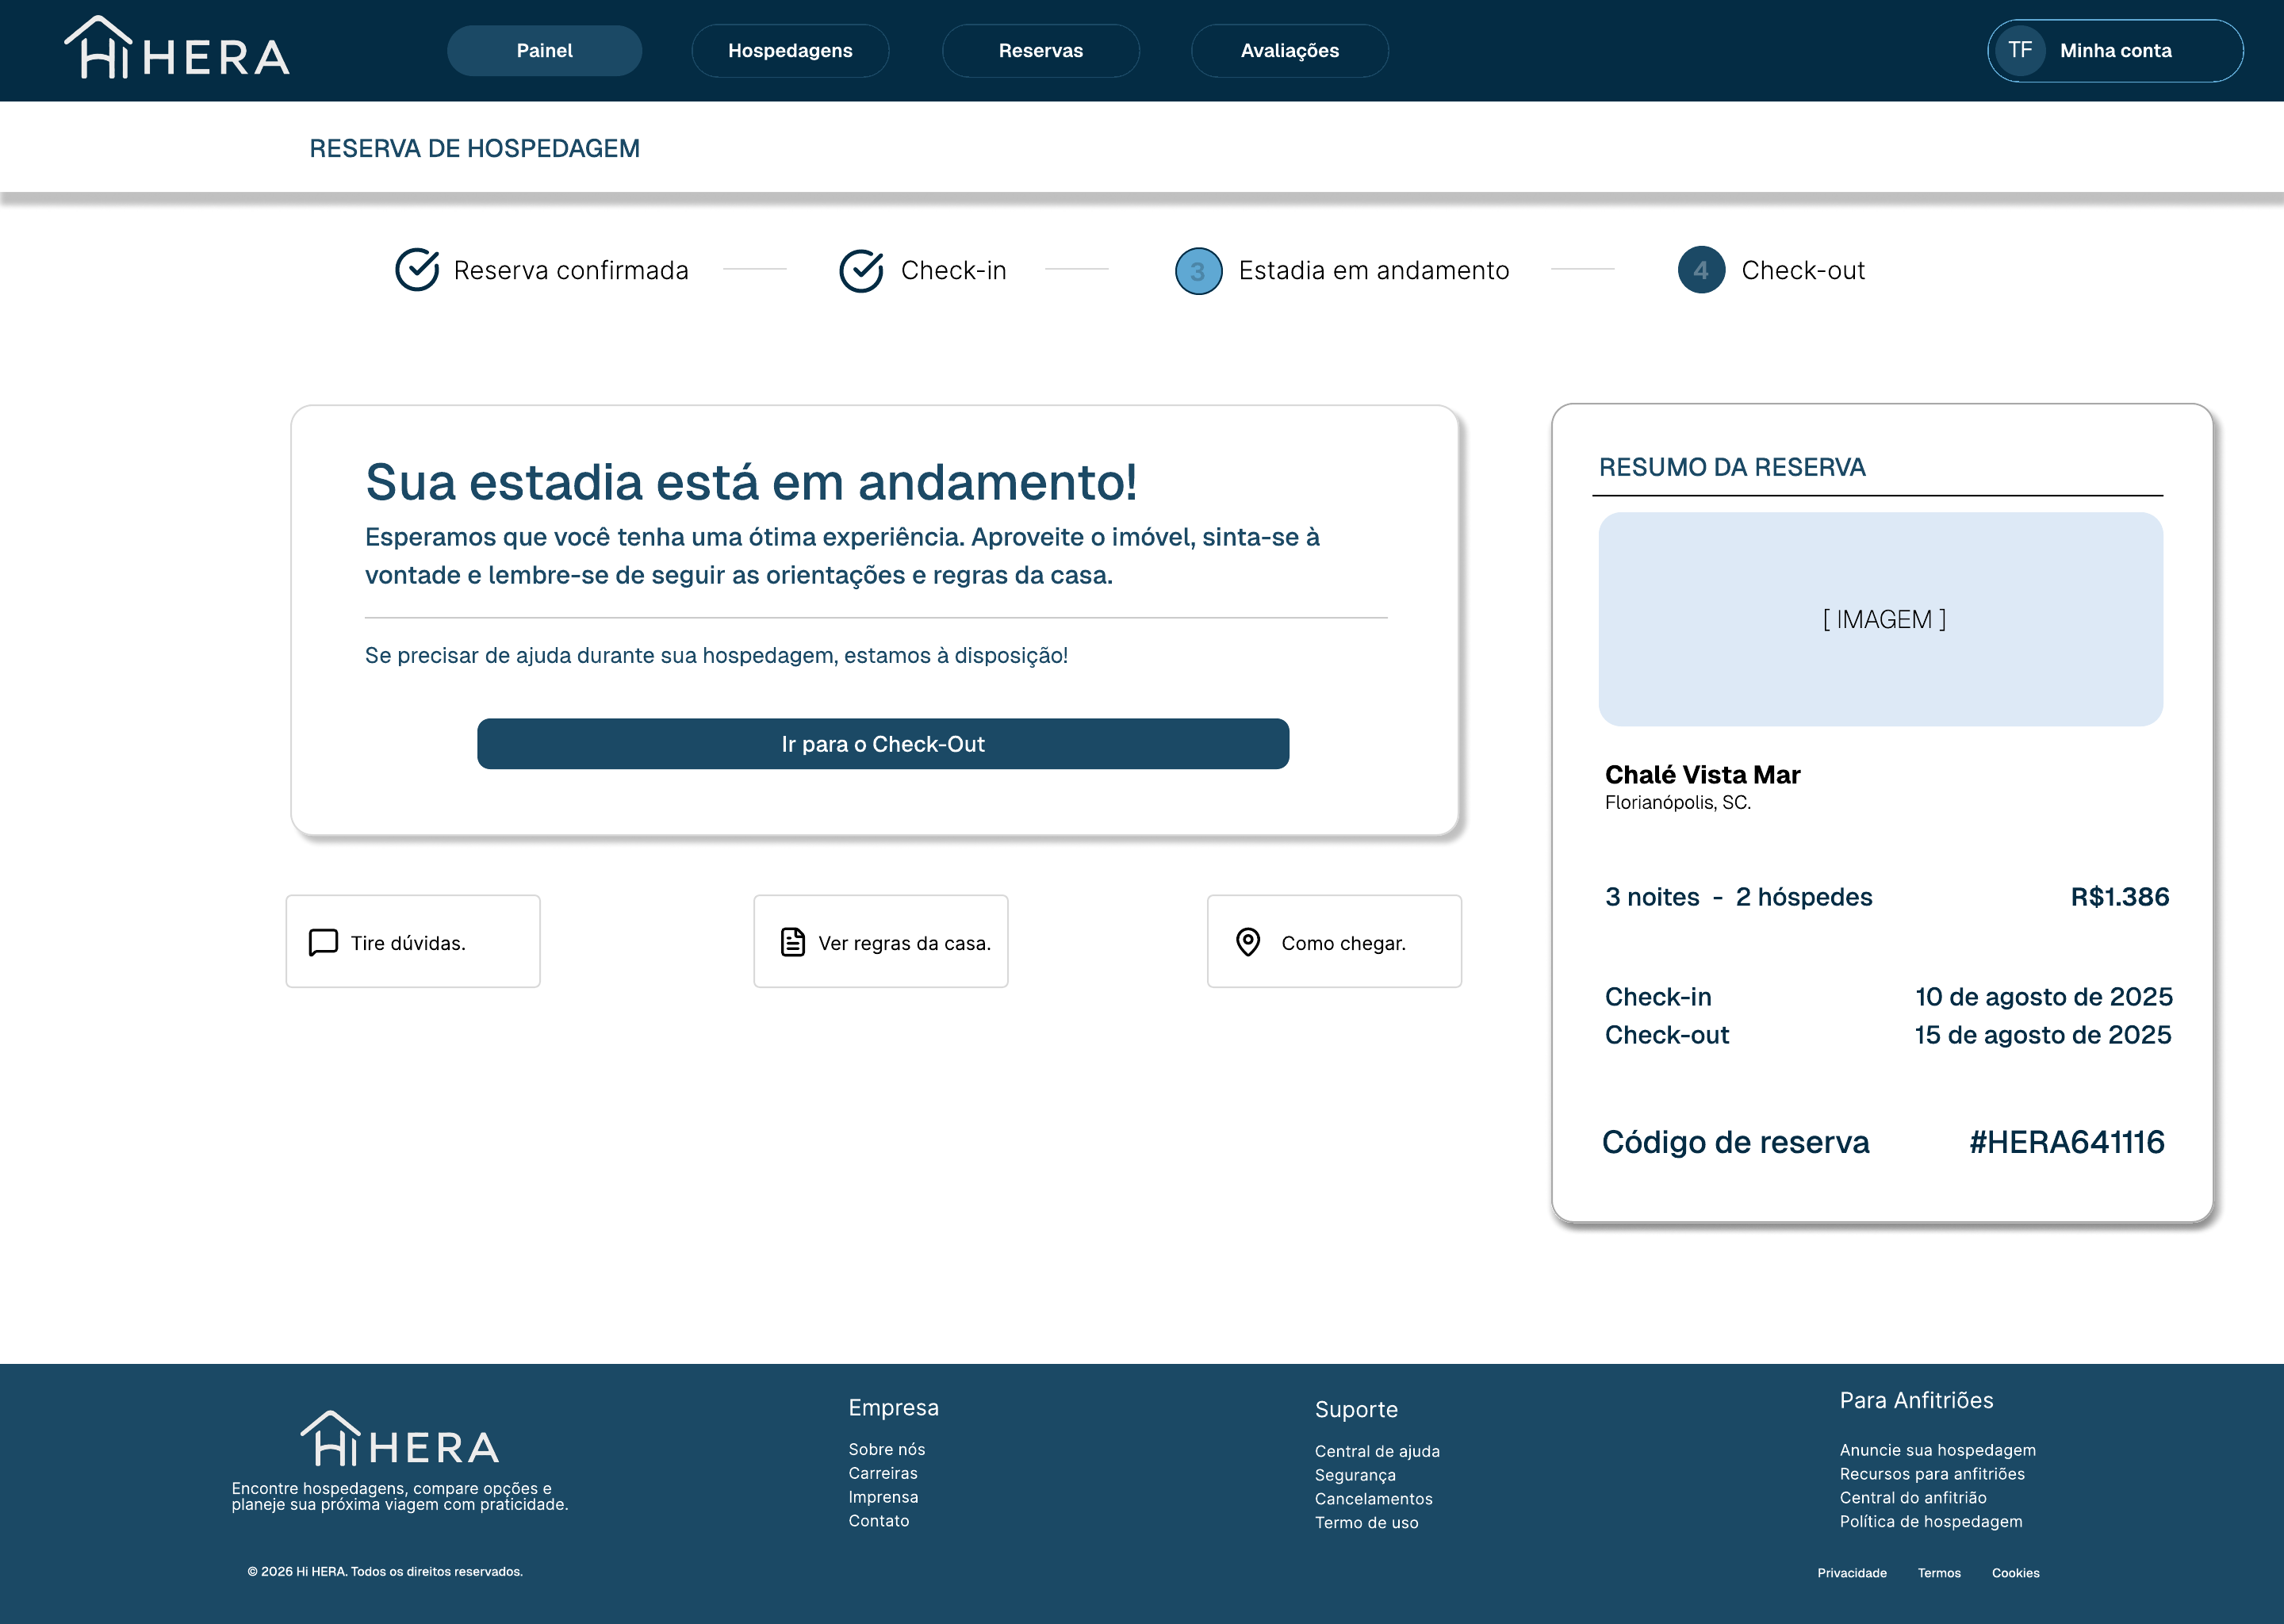 Hi HERA
Painel
Hospedagens
Reservas
Avaliações
TF
Minha conta
RESERVA DE HOSPEDAGEM
Reserva confirmada
Check-in
3
Estadia em andamento
4
Check-out
Sua estadia está em andamento!
Esperamos que você tenha uma ótima experiência. Aproveite o imóvel, sinta-se à
vontade e lembre-se de seguir as orientações e regras da casa.
Se precisar de ajuda durante sua hospedagem, estamos à disposição!
Ir para o Check-Out
Tire dúvidas.
Ver regras da casa.
Como chegar.
RESUMO DA RESERVA
[ IMAGEM ]
Chalé Vista Mar
Florianópolis, SC.
3 noites - 2 hóspedes R$1.386
Check-in 10 de agosto de 2025
Check-out 15 de agosto de 2025
Código de reserva #HERA641116
Hi HERA
Encontre hospedagens, compare opções e
planeje sua próxima viagem com praticidade.
© 2026 Hi HERA. Todos os direitos reservados.
Empresa
Sobre nós
Carreiras
Imprensa
Contato
Suporte
Central de ajuda
Segurança
Cancelamentos
Termo de uso
Para Anfitriões
Anuncie sua hospedagem
Recursos para anfitriões
Central do anfitrião
Política de hospedagem
Privacidade Termos Cookies